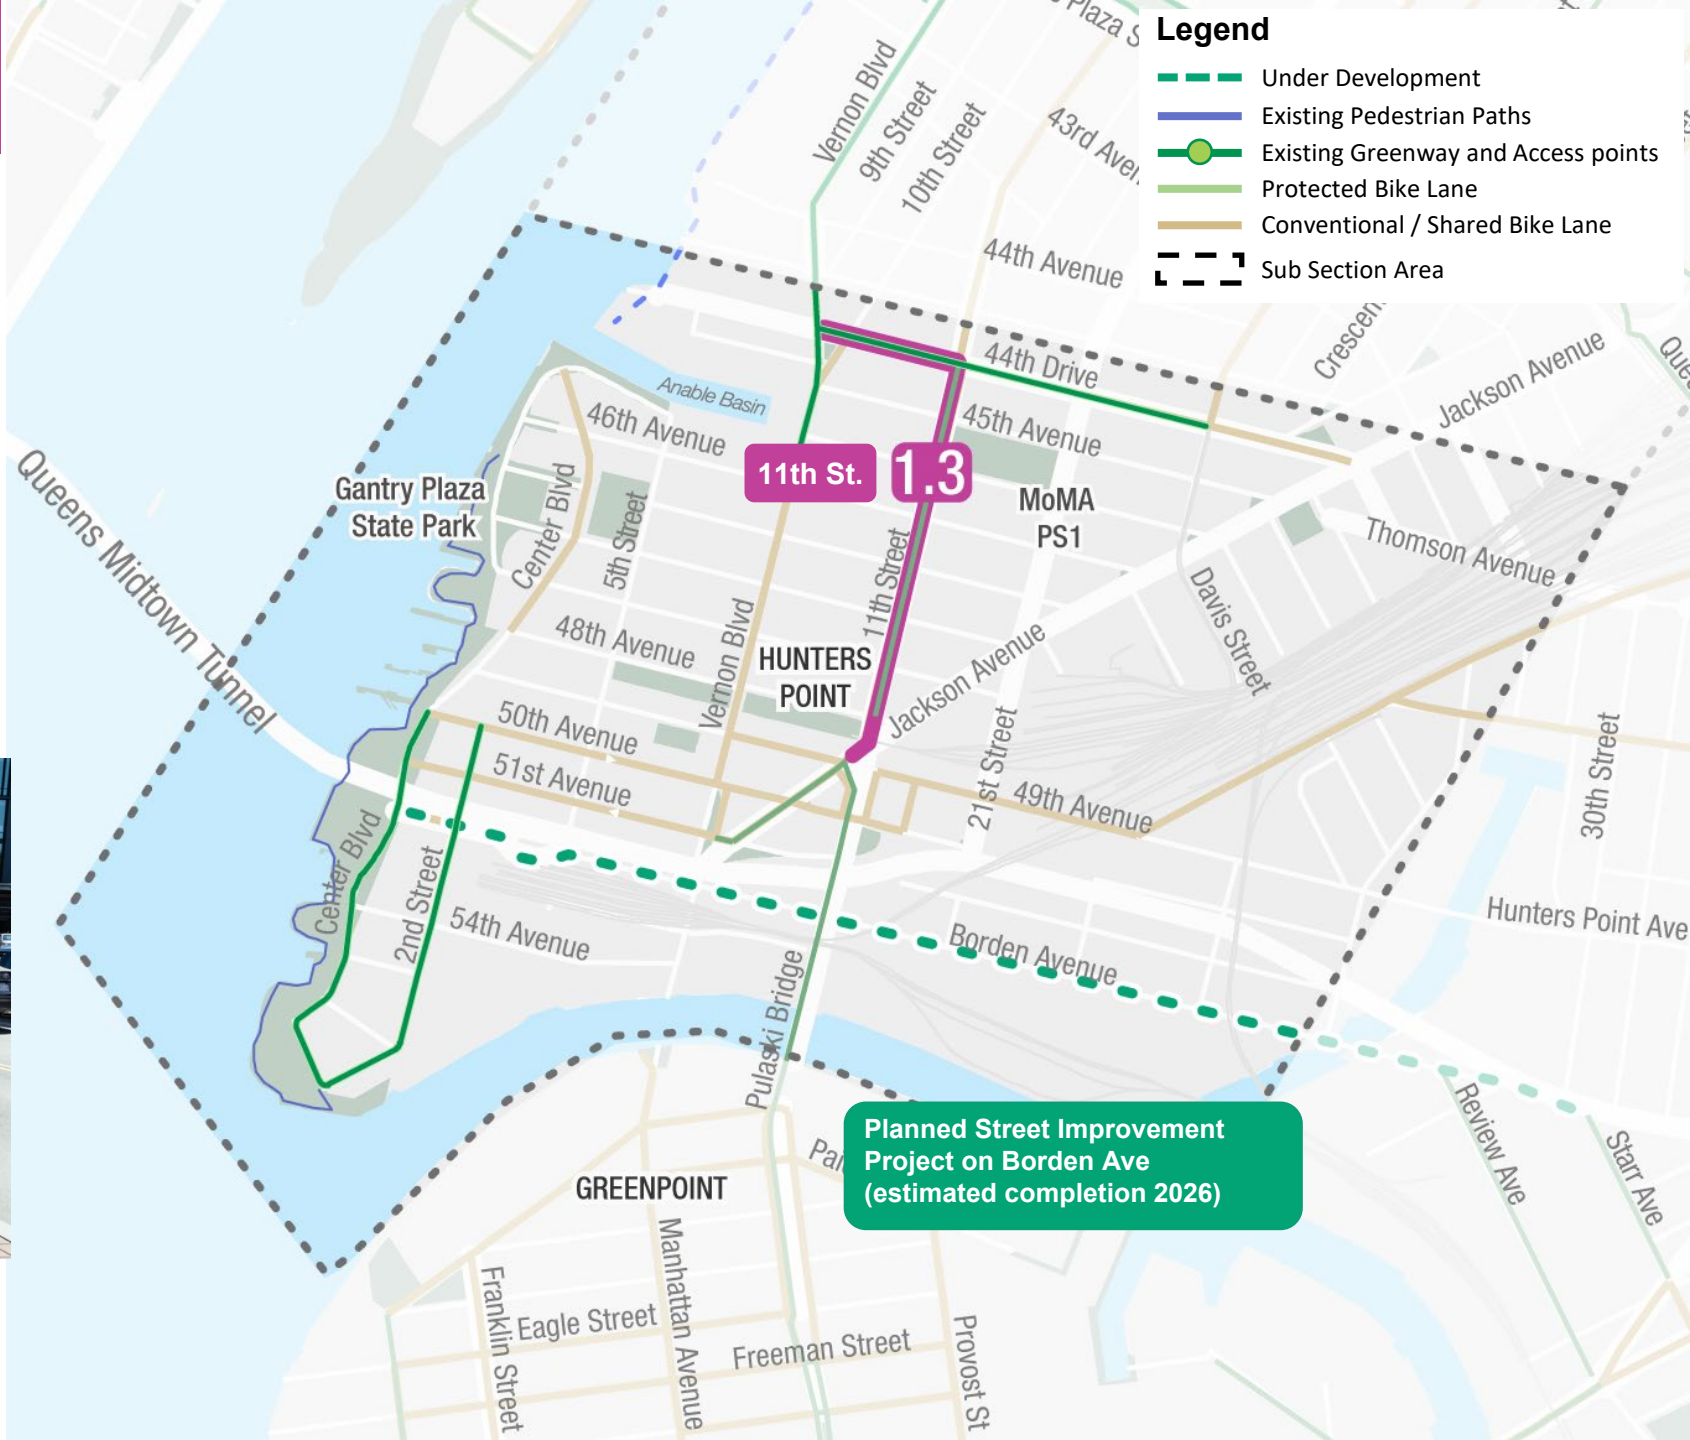 Legend
Under Development
Existing Pedestrian Paths
Existing Greenway and Access points
Protected Bike Lane
Conventional / Shared Bike Lane
Sub Section Area
Plaza S
Vernon Blvd
9th Street
10th Street
43rd Aven
44th Avenue
44th Drive
Crescen
Jackson Avenue
Que
Anable Basin
46th Avenue
45th Avenue
11th St.
1.3
Gantry Plaza
State Park
Center Blvd
5th Street
MoMA
PS1
Thomson Avenue
Queens Midtown Tunnel
11th Street
Davis Street
48th Avenue
Vernon Blvd
HUNTERS
POINT
Jackson Avenue
50th Avenue
51st Avenue
21st Street
49th Avenue
30th Street
Center Blvd
2nd Street
54th Avenue
Borden Avenue
Hunters Point Ave
Pulaski Bridge
Planned Street Improvement
Project on Borden Ave
(estimated completion 2026)
Pai
Review Ave
Starr Ave
GREENPOINT
Manhattan Avenue
Franklin Street
Eagle Street
Freeman Street
Provost St